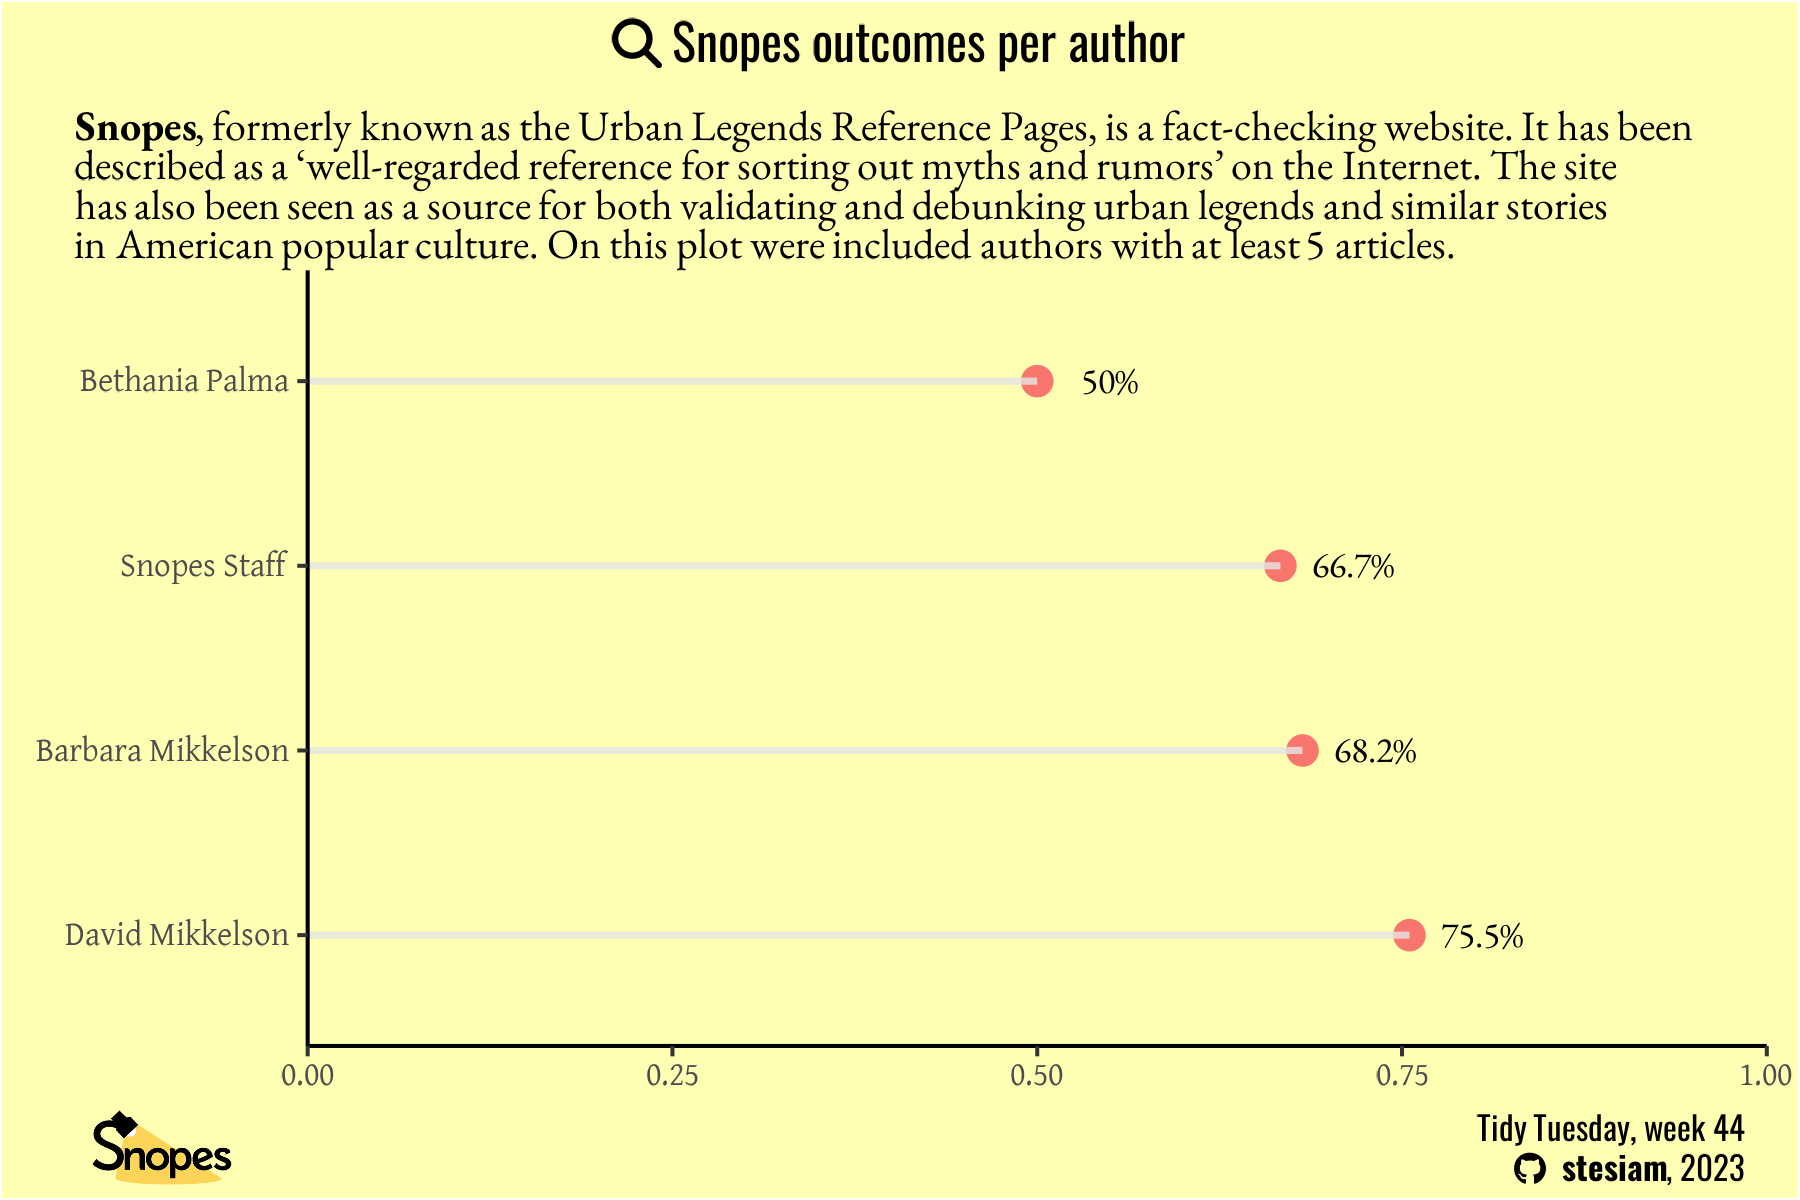 Snopes outcomes per author
Snopes, formerly known as the Urban Legends Reference Pages, is a fact-checking website. It has been
described as a ‘well-regarded reference for sorting out myths and rumors’ on the Internet. The site
has also been seen as a source for both validating and debunking urban legends and similar stories
in American popular culture. On this plot were included authors with at least 5 articles.
Bethania Palma 50%
Snopes Staff 66.7%
Barbara Mikkelson 68.2%
David Mikkelson 75.5%
0.00 0.25 0.50 0.75 1.00
Snopes
Tidy Tuesday, week 44
stesiam, 2023